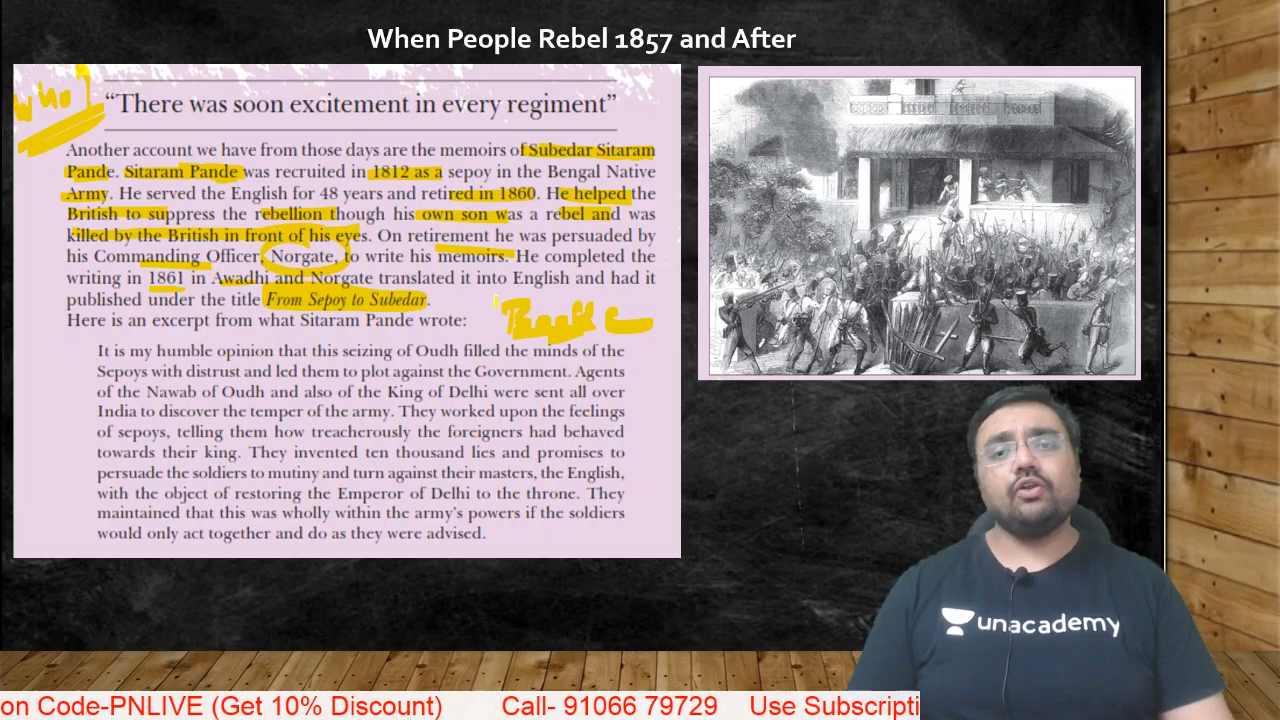 When People Rebel 1857 and After
Who?
“There was soon excitement in every regiment”
Another account we have from those days are the memoirs of Subedar Sitaram
Pande. Sitaram Pande was recruited in 1812 as a sepoy in the Bengal Native
Army. He served the English for 48 years and retired in 1860. He helped the
British to suppress the rebellion though his own son was a rebel and was
killed by the British in front of his eyes. On retirement he was persuaded by
his Commanding Officer, Norgate, to write his memoirs. He completed the
writing in 1861 in Awadhi and Norgate translated it into English and had it
published under the title From Sepoy to Subedar.
Here is an excerpt from what Sitaram Pande wrote:
It is my humble opinion that this seizing of Oudh filled the minds of the
Sepoys with distrust and led them to plot against the Government. Agents
of the Nawab of Oudh and also of the King of Delhi were sent all over
India to discover the temper of the army. They worked upon the feelings
of sepoys, telling them how treacherously the foreigners had behaved
towards their king. They invented ten thousand lies and promises to
persuade the soldiers to mutiny and turn against their masters, the English,
with the object of restoring the Emperor of Delhi to the throne. They
maintained that this was wholly within the army’s powers if the soldiers
would only act together and do as they were advised.
unacademy
on Code-PNLIVE (Get 10% Discount) Call- 91066 79729 Use Subscripti